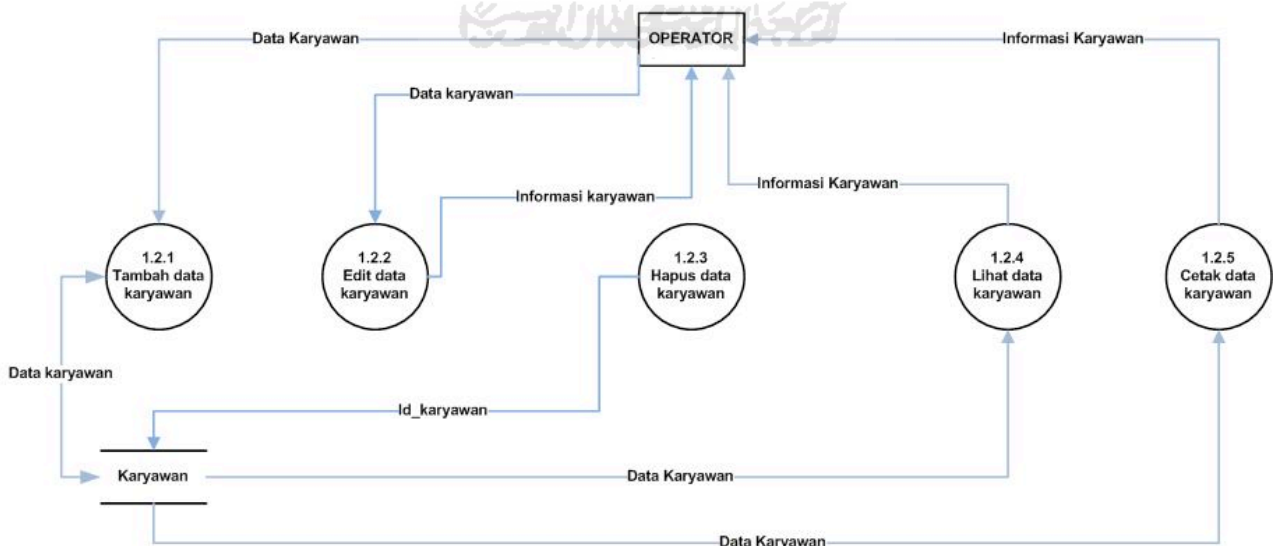 OPERATOR
Data Karyawan
Informasi Karyawan
Data karyawan
Informasi karyawan
Informasi Karyawan
1.2.1
Tambah data
karyawan
1.2.2
Edit data
karyawan
1.2.3
Hapus data
karyawan
1.2.4
Lihat data
karyawan
1.2.5
Cetak data
karyawan
Data karyawan
Id_karyawan
Karyawan
Data Karyawan
Data Karyawan